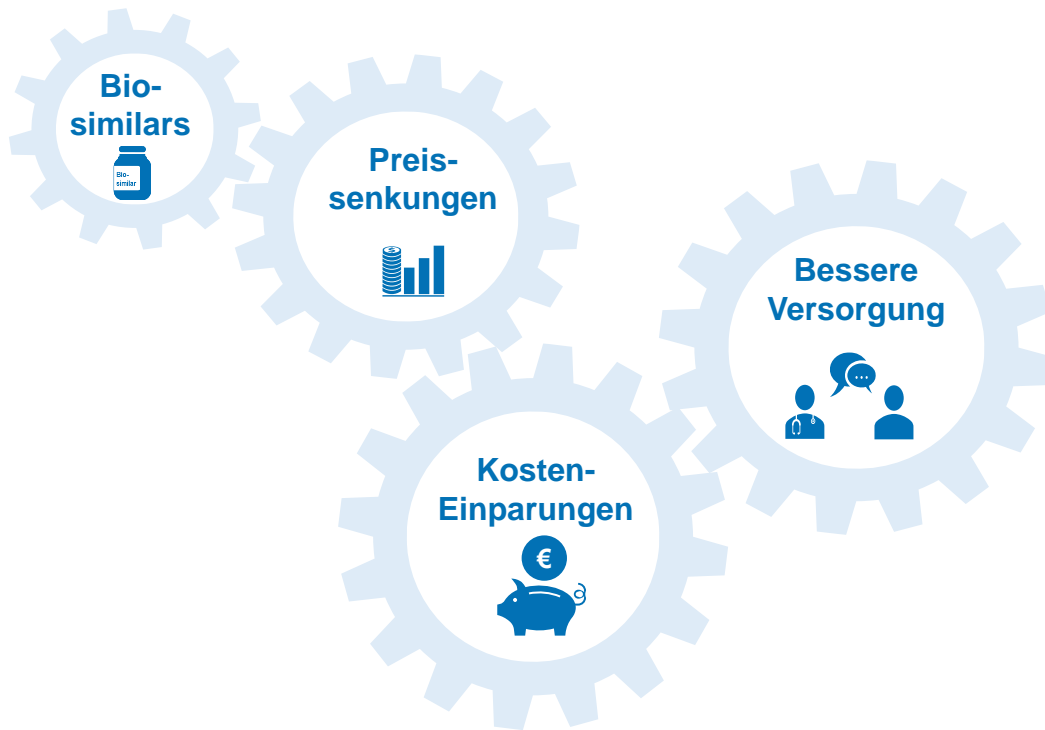 Bio-
similars
Bio-
similar
Preis-
senkungen
$
Bessere
Versorgung
...
Kosten-
Einparungen
€